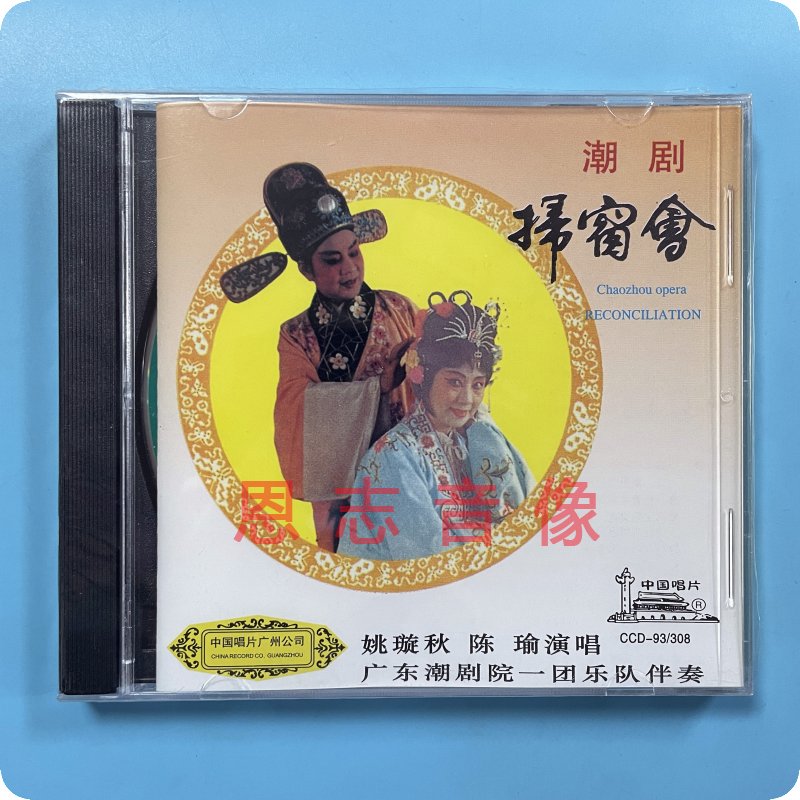 潮剧
掃窗會
Chaozhou opera
RECONCILIATION
恩志音像
中国唱片
R
CCD-93/308
中国唱片广州公司
CHINA RECORD CO. GUANGZHOU
姚璇秋 陈 瑜演唱
广东潮剧院一团乐队伴奏